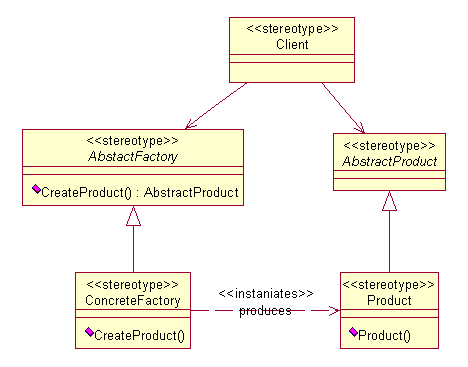 <<stereotype>>
Client
<<stereotype>>
AbstactFactory
CreateProduct() : AbstractProduct
<<stereotype>>
AbstractProduct
<<stereotype>>
ConcreteFactory
CreateProduct()
<<instaniates>>
produces
<<stereotype>>
Product
Product()